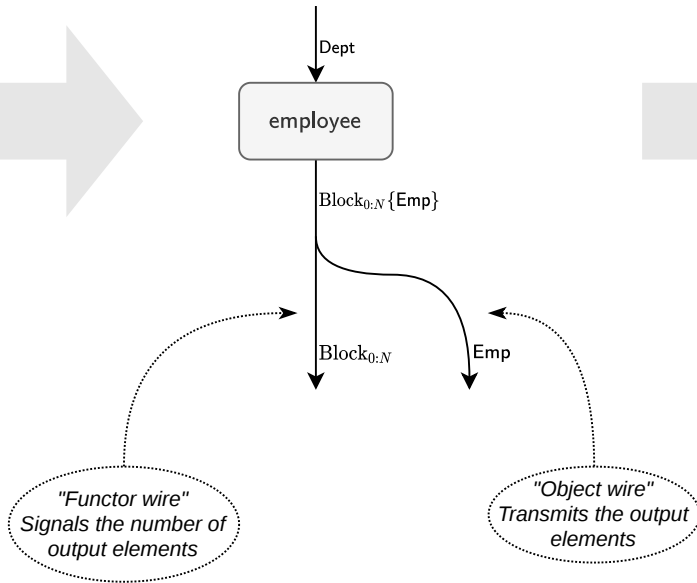 Dept
employee
Block₀:N{Emp}
Block₀:N
Emp
"Functor wire"
Signals the number of
output elements
"Object wire"
Transmits the output
elements